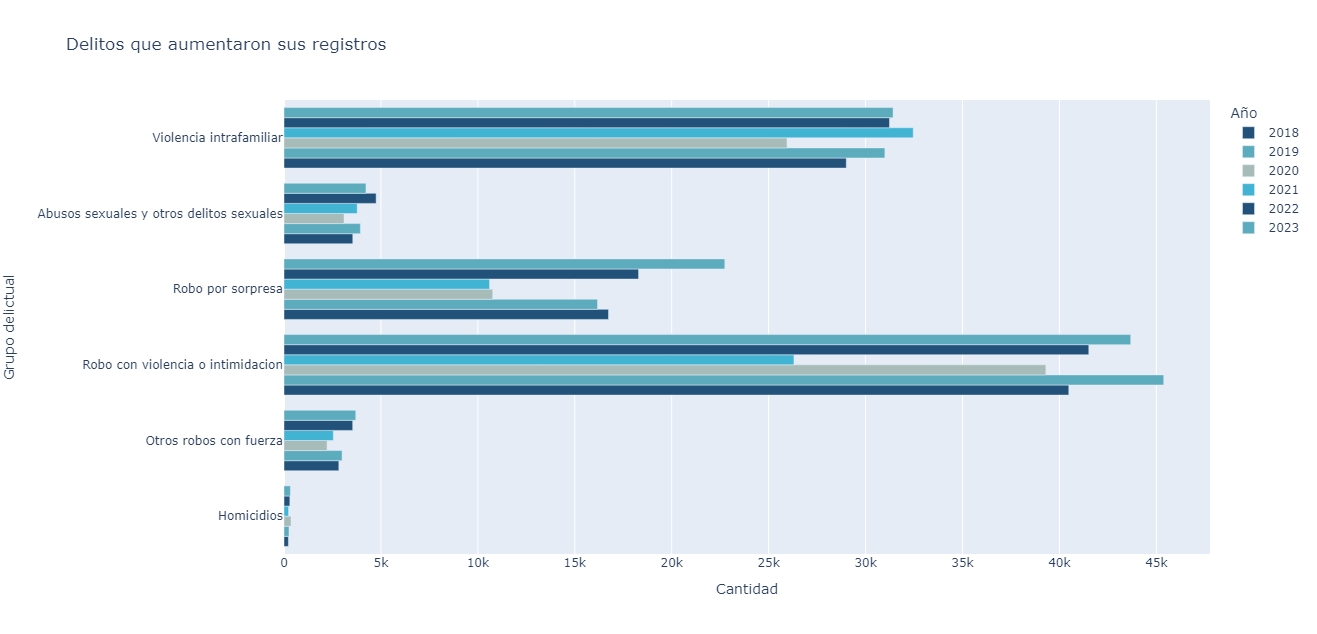 Delitos que aumentaron sus registros
Año
2018
2019
2020
2021
2022
2023
Grupo delictual
Violencia intrafamiliar
Abusos sexuales y otros delitos sexuales
Robo por sorpresa
Robo con violencia o intimidacion
Otros robos con fuerza
Homicidios
0 5k 10k 15k 20k 25k 30k 35k 40k 45k
Cantidad